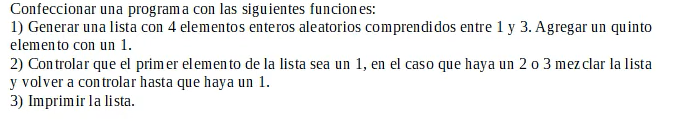 Confeccionar una programa con las siguientes funciones:
1) Generar una lista con 4 elementos enteros aleatorios comprendidos entre 1 y 3. Agregar un quinto
elemento con un 1.
2) Controlar que el primer elemento de la lista sea un 1, en el caso que haya un 2 o 3 mezclar la lista
y volver a controlar hasta que haya un 1.
3) Imprimir la lista.